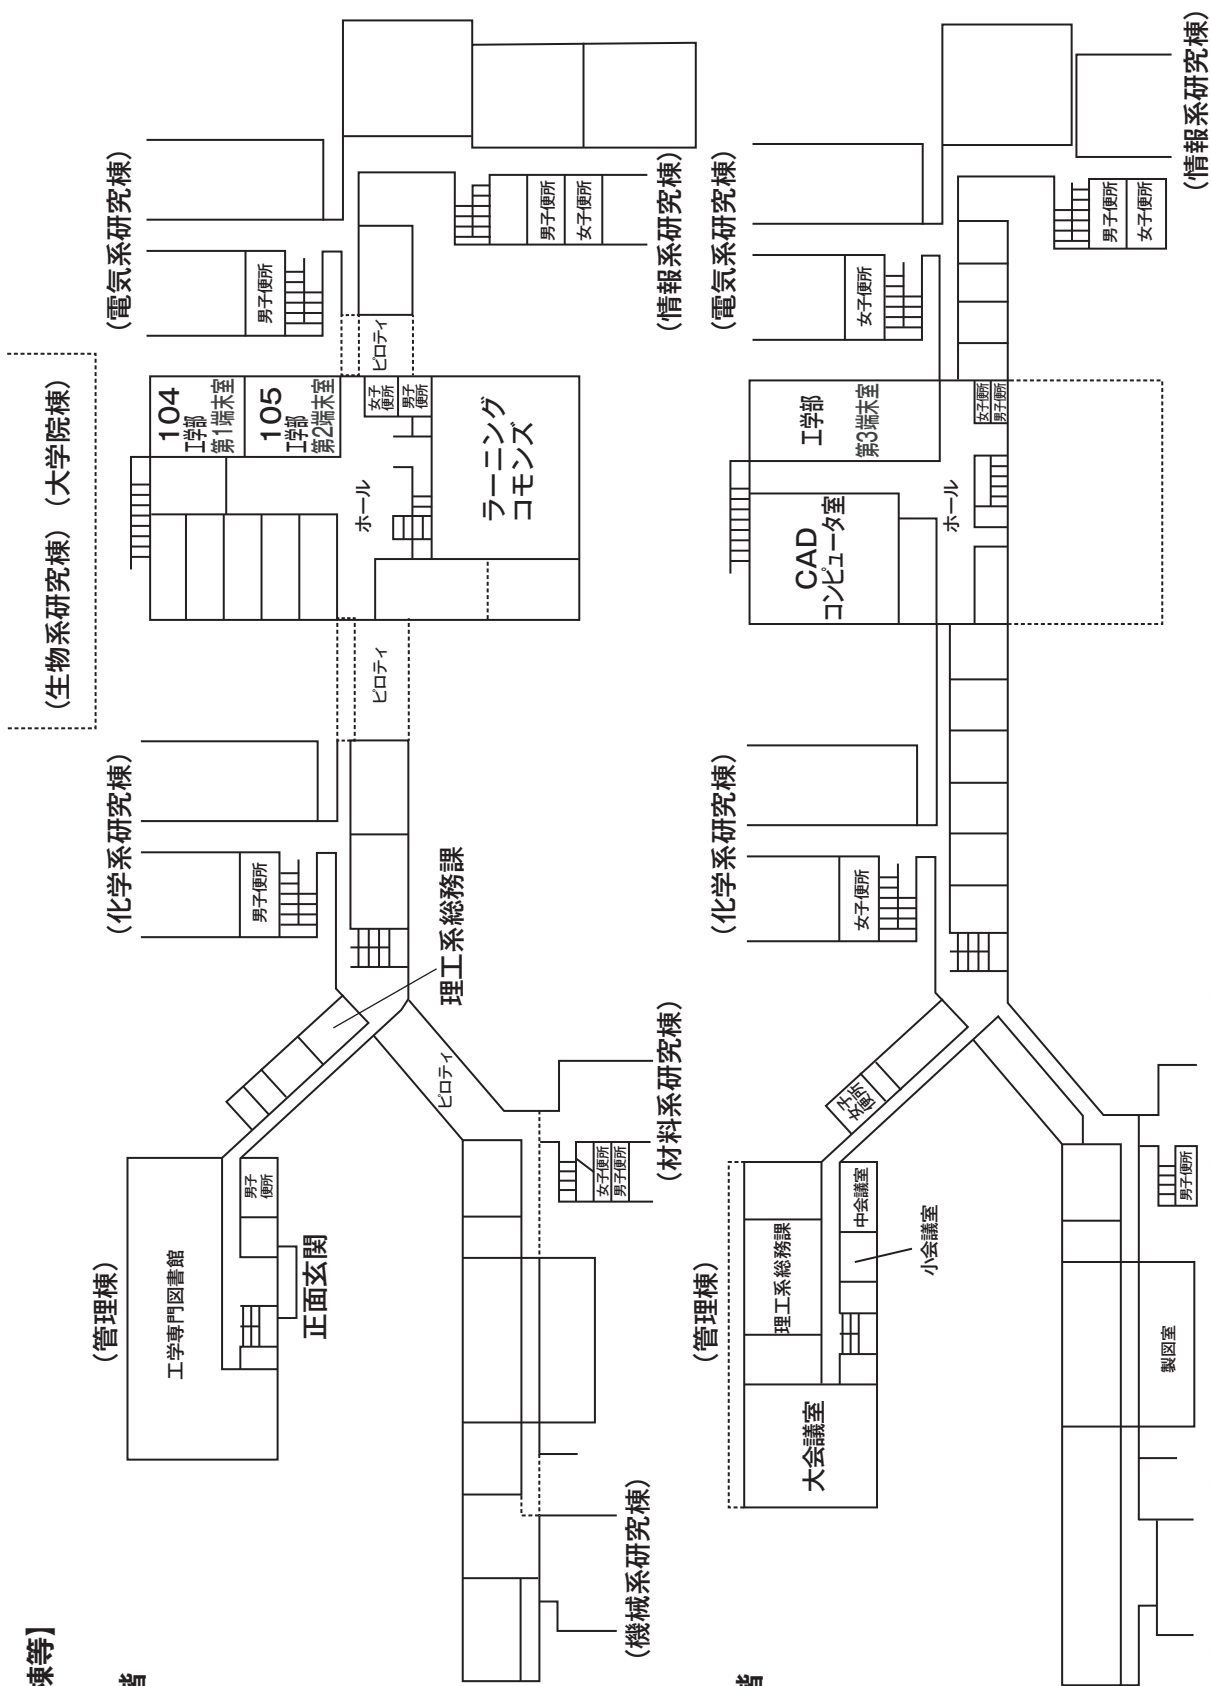 棟等】
階
（生物系研究棟）（大学院棟）
（管理棟）
（化学系研究棟）
（電気系研究棟）
工学専門図書館
男子
便所
正面玄関
男子便所
理工系総務課
ピロティ
104
工学部
第1端末室
105
工学部
第2端末室
ホール
女子
便所
男子
便所
ラーニング
コモンズ
ピロティ
ピロティ
男子便所
男子便所
女子便所
（情報系研究棟）
女子便所
男子便所
（材料系研究棟）
（機械系研究棟）
階
（管理棟）
（化学系研究棟）
（電気系研究棟）
大会議室
理工系総務課
中会議室
小会議室
女子
便所
女子便所
CAD
コンピュータ室
工学部
第3端末室
ホール
女子便所
男子便所
女子便所
男子便所
女子便所
（情報系研究棟）
男子便所
製図室